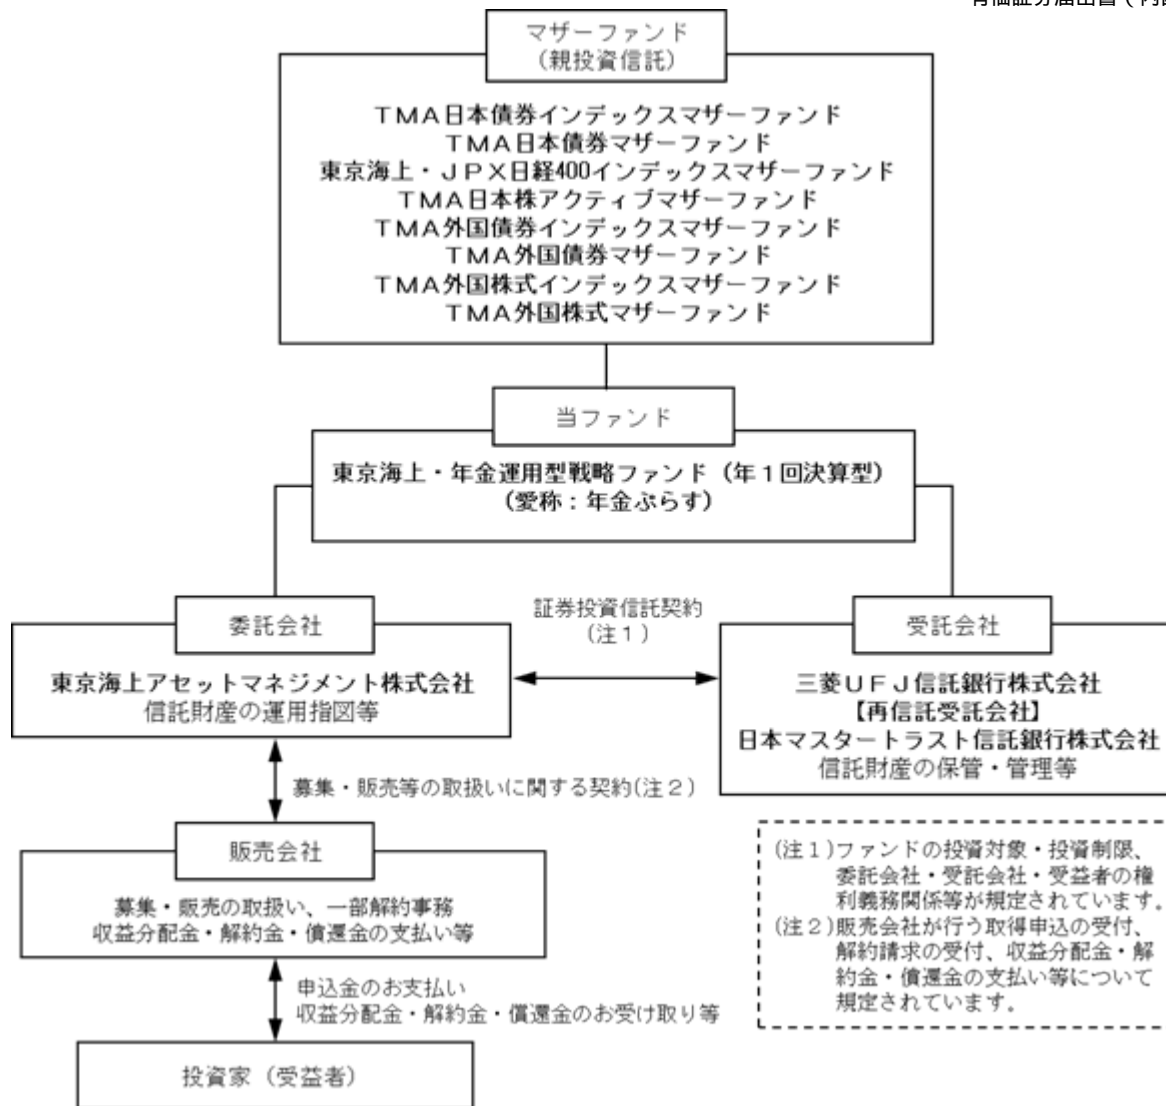 有価証券届出書（内
マザーファンド
（親投資信託）
ＴＭＡ日本債券インデックスマザーファンド
ＴＭＡ日本債券マザーファンド
東京海上・ＪＰＸ日経400インデックスマザーファンド
ＴＭＡ日本株アクティブマザーファンド
ＴＭＡ外国債券インデックスマザーファンド
ＴＭＡ外国債券マザーファンド
ＴＭＡ外国株式インデックスマザーファンド
ＴＭＡ外国株式マザーファンド
当ファンド
東京海上・年金運用型戦略ファンド（年１回決算型）
（愛称：年金ぷらす）
委託会社
東京海上アセットマネジメント株式会社
信託財産の運用指図等
証券投資信託契約
（注１）
受託会社
三菱ＵＦＪ信託銀行株式会社
【再信託受託会社】
日本マスタートラスト信託銀行株式会社
信託財産の保管・管理等
募集・販売等の取扱いに関する契約(注２)
販売会社
募集・販売の取扱い、一部解約事務
収益分配金・解約金・償還金の支払い等
申込金のお支払い
収益分配金・解約金・償還金のお受け取り等
投資家（受益者）
(注１)ファンドの投資対象・投資制限、
委託会社・受託会社・受益者の権
利義務関係等が規定されています。
(注２)販売会社が行う取得申込の受付、
解約請求の受付、収益分配金・解
約金・償還金の支払い等について
規定されています。